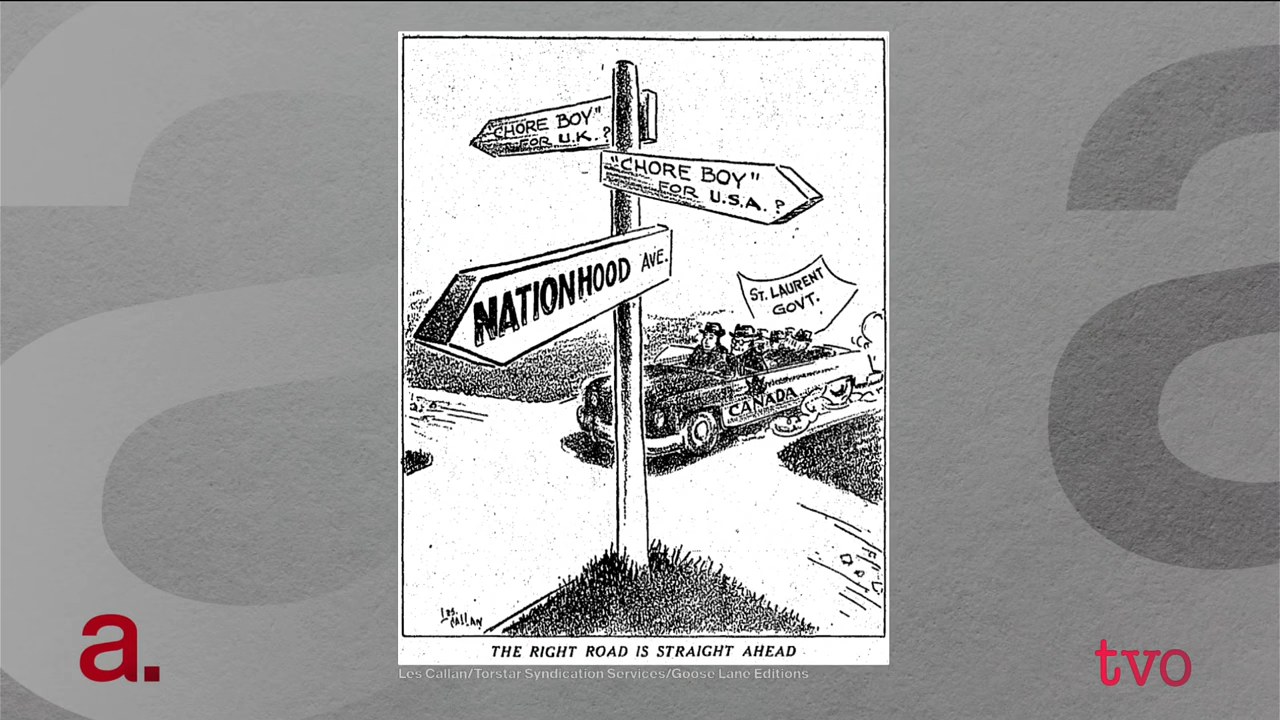 "CHORE BOY"
FOR U.K. ?
"CHORE BOY"
FOR U.S.A. ?
NATIONHOOD AVE.
ST. LAURENT
GOVT.
CANADA
LES
CALLAN
THE RIGHT ROAD IS STRAIGHT AHEAD
Les Callan/Torstar Syndication Services/Goose Lane Editions
a.
tvo